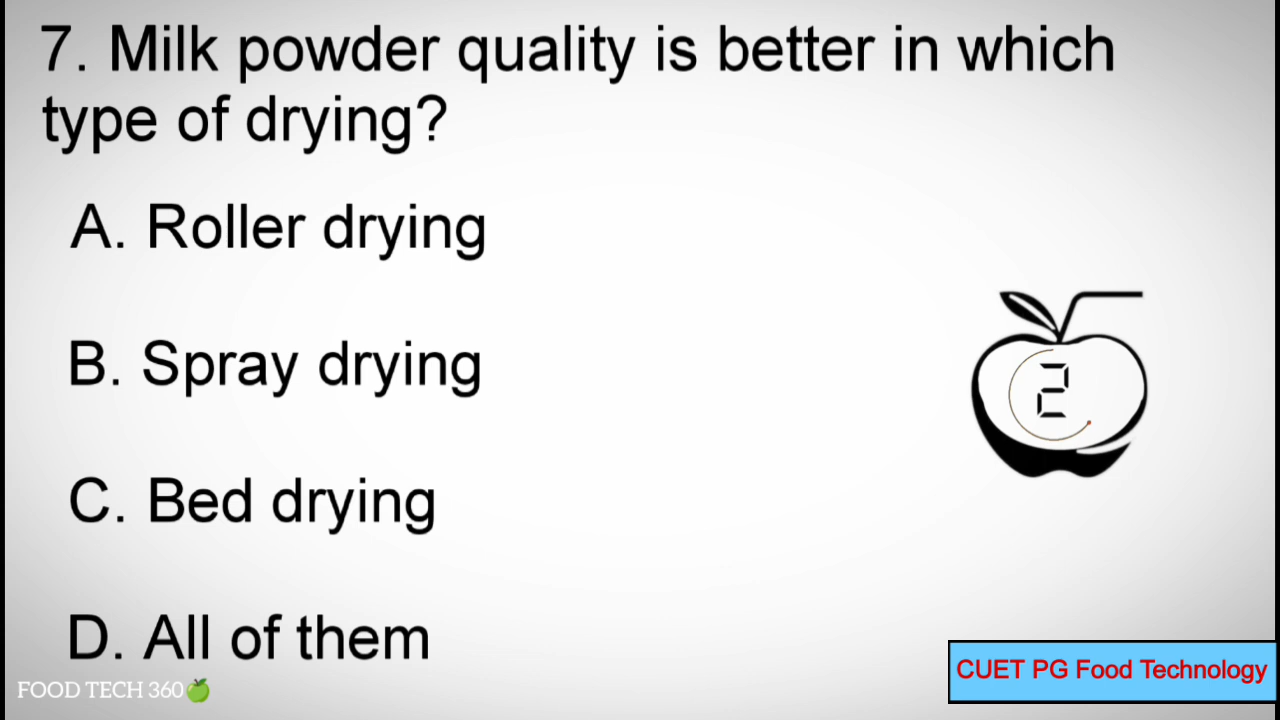 7. Milk powder quality is better in which
type of drying?
A. Roller drying
B. Spray drying
2
C. Bed drying
D. All of them
FOOD TECH 360
CUET PG Food Technology